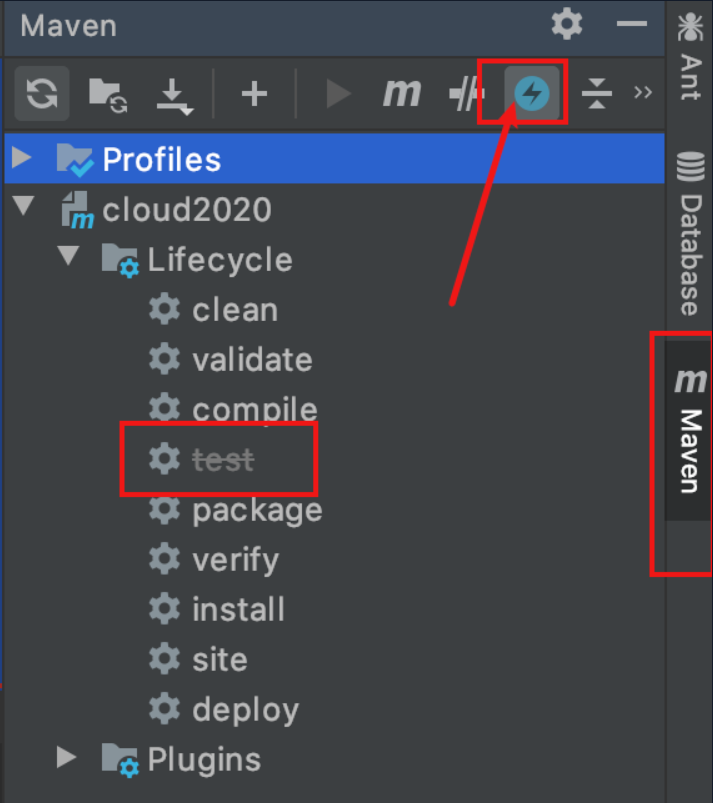 Maven
m
Profiles
cloud2020
Lifecycle
clean
validate
compile
test
package
verify
install
site
deploy
Plugins
Ant
Database
m Maven